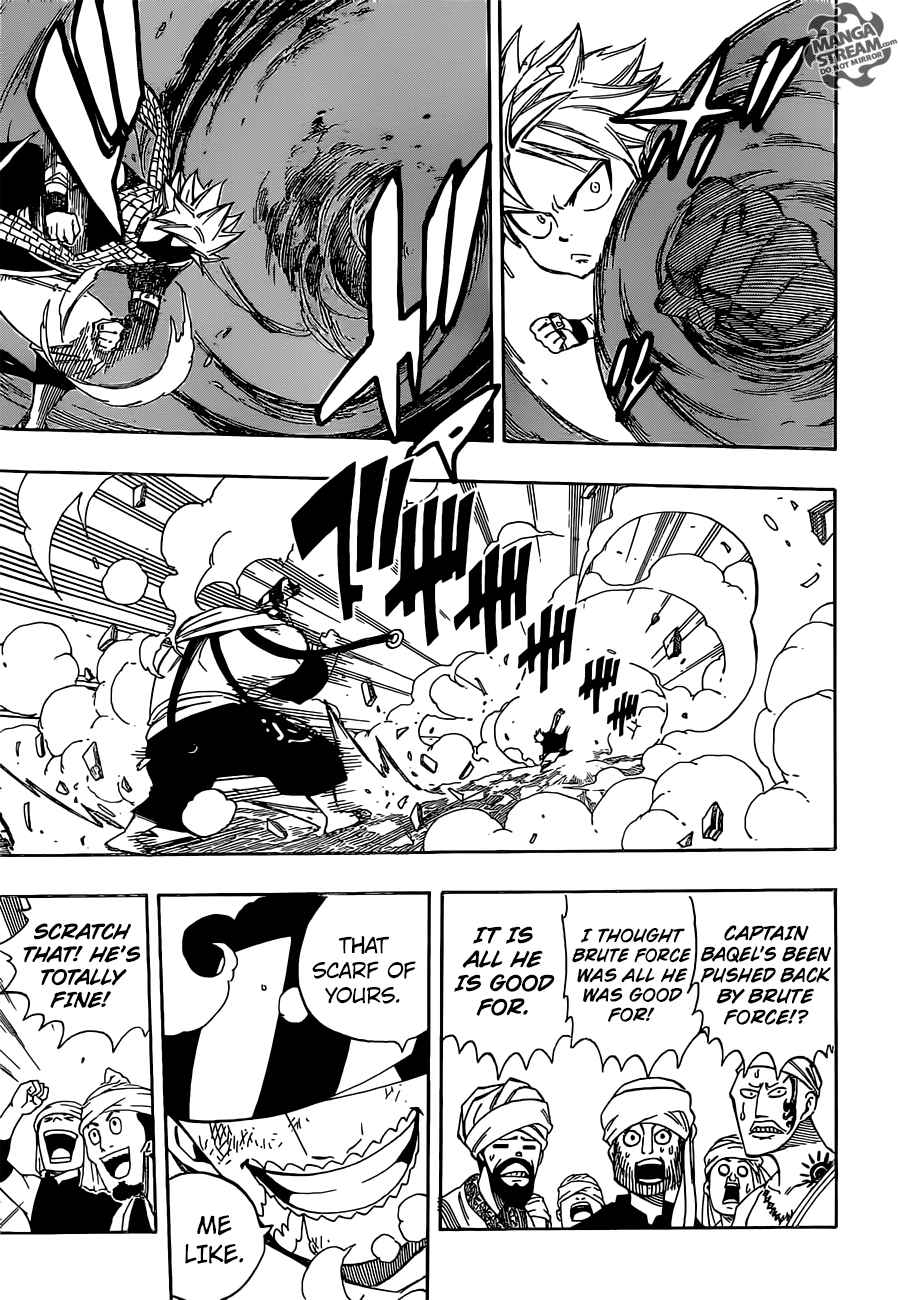 MANGA
STREAM.com
DO NOT MIRROR
CAPTAIN
BAQEL'S BEEN
PUSHED BACK
BY BRUTE
FORCE!?
I THOUGHT
BRUTE FORCE
WAS ALL HE
WAS GOOD
FOR!
IT IS
ALL HE
IS GOOD
FOR.
THAT
SCARF OF
YOURS.
ME
LIKE.
SCRATCH
THAT! HE'S
TOTALLY
FINE!